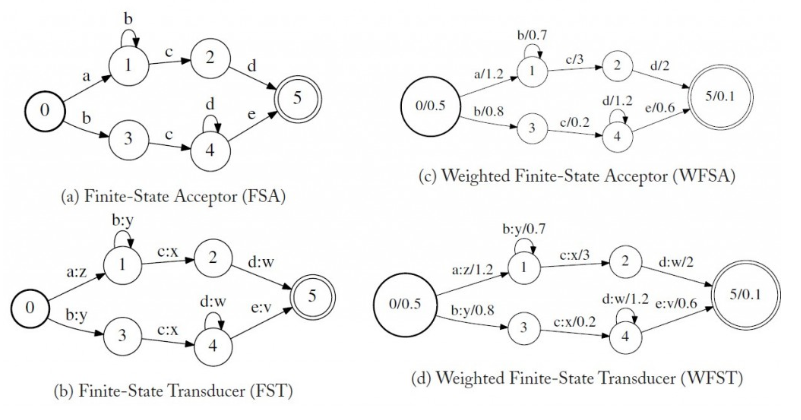 b
a
1
c
2
d
0
5
b
3
c
d
4
e
(a) Finite-State Acceptor (FSA)
b/0.7
a/1.2
1
c/3
2
d/2
0/0.5
5/0.1
b/0.8
3
c/0.2
d/1.2
4
e/0.6
(c) Weighted Finite-State Acceptor (WFSA)
b:y
a:z
1
c:x
2
d:w
0
5
b:y
3
c:x
d:w
4
e:v
(b) Finite-State Transducer (FST)
b:y/0.7
a:z/1.2
1
c:x/3
2
d:w/2
0/0.5
5/0.1
b:y/0.8
3
c:x/0.2
d:w/1.2
4
e:v/0.6
(d) Weighted Finite-State Transducer (WFST)